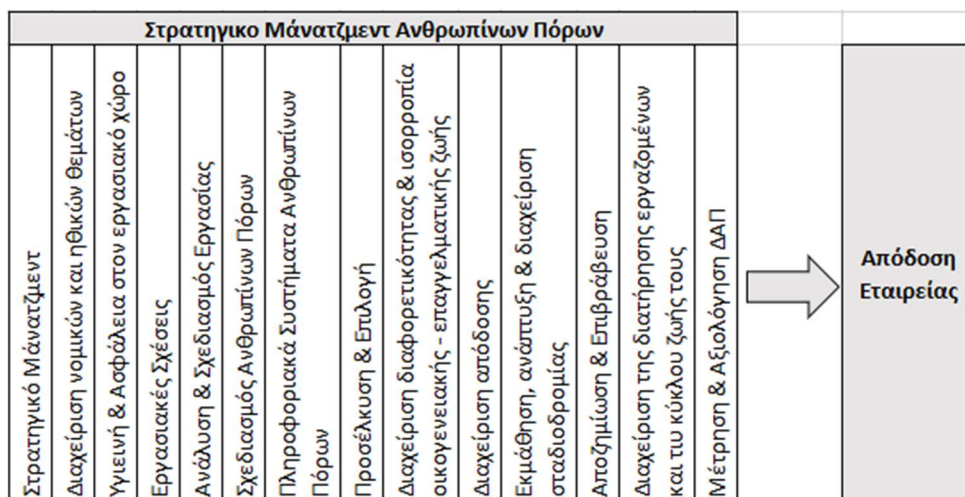 Στρατηγικο Μάνατζμεντ Ανθρωπίνων Πόρων
Στρατηγικό Μάνατζμεντ
Διαχείριση νομικών και ηθικών θεμάτων
Υγιεινή & Ασφάλεια στον εργασιακό χώρο
Εργασιακές Σχέσεις
Ανάλυση & Σχεδιασμός Εργασίας
Σχεδιασμός Ανθρωπίνων Πόρων
Πληροφοριακά Συστήματα Ανθρωπίνων
Πόρων
Προσέλκυση & Επιλογή
Διαχείριση διαφορετικότητας & ισορροπία
οικογενειακής - επαγγελματικής ζωής
Διαχείριση απόδοσης
Εκμάθηση, ανάπτυξη & διαχείριση
σταδιοδρομίας
Αποζημίωση & Επιβράβευση
Διαχείριση της διατήρησης εργαζομένων
και τιυ κύκλου ζωής τους
Μέτρηση & Αξιολόγηση ΔΑΠ
Απόδοση
Εταιρείας